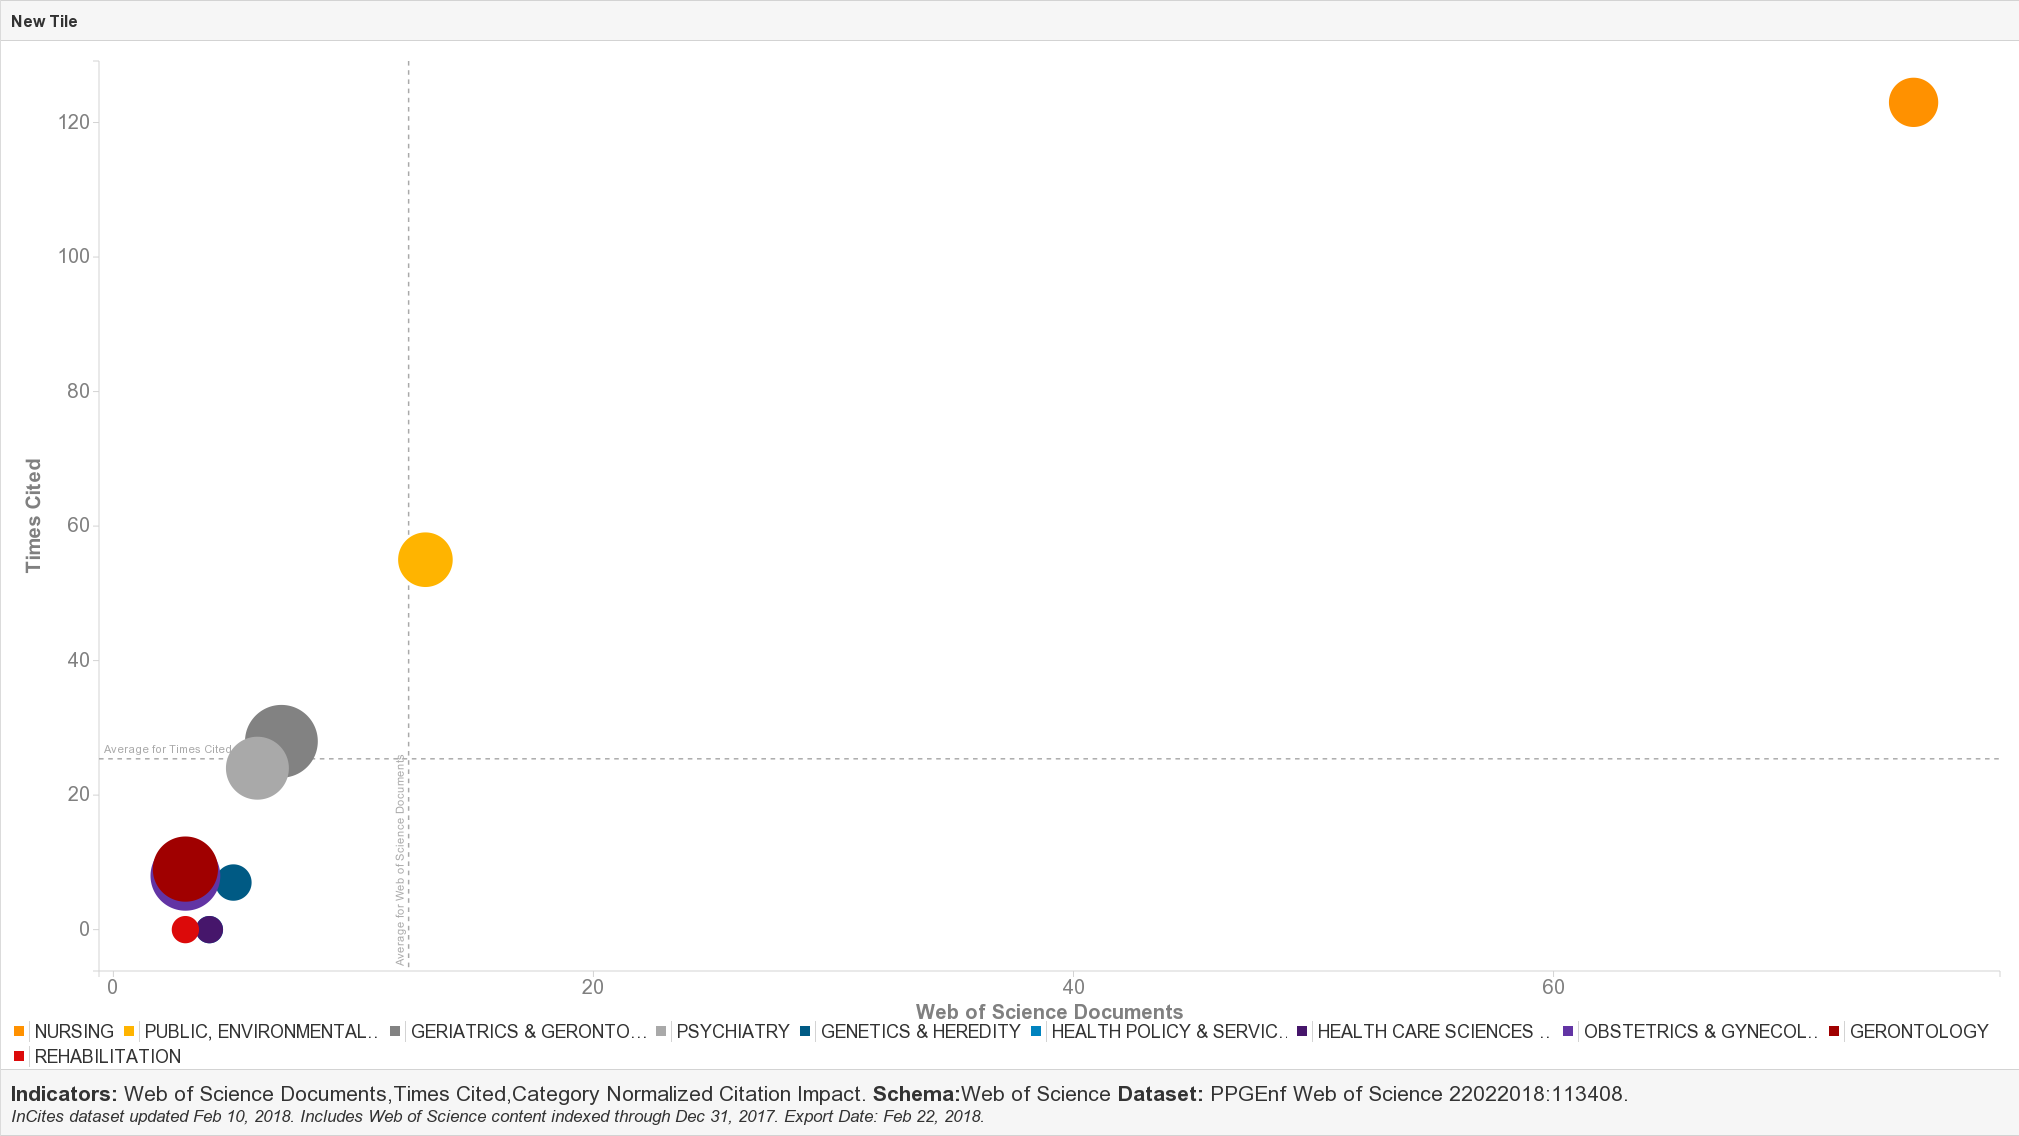 New Tile
120
100
80
60
40
20
0
Times Cited
Average for Times Cited
Average for Web of Science Documents
0 20 40 60
Web of Science Documents
NURSING PUBLIC, ENVIRONMENTAL.. GERIATRICS & GERONTO... PSYCHIATRY GENETICS & HEREDITY HEALTH POLICY & SERVIC.. HEALTH CARE SCIENCES .. OBSTETRICS & GYNECOL.. GERONTOLOGY
REHABILITATION
Indicators: Web of Science Documents,Times Cited,Category Normalized Citation Impact. Schema:Web of Science Dataset: PPGEnf Web of Science 22022018:113408.
InCites dataset updated Feb 10, 2018. Includes Web of Science content indexed through Dec 31, 2017. Export Date: Feb 22, 2018.